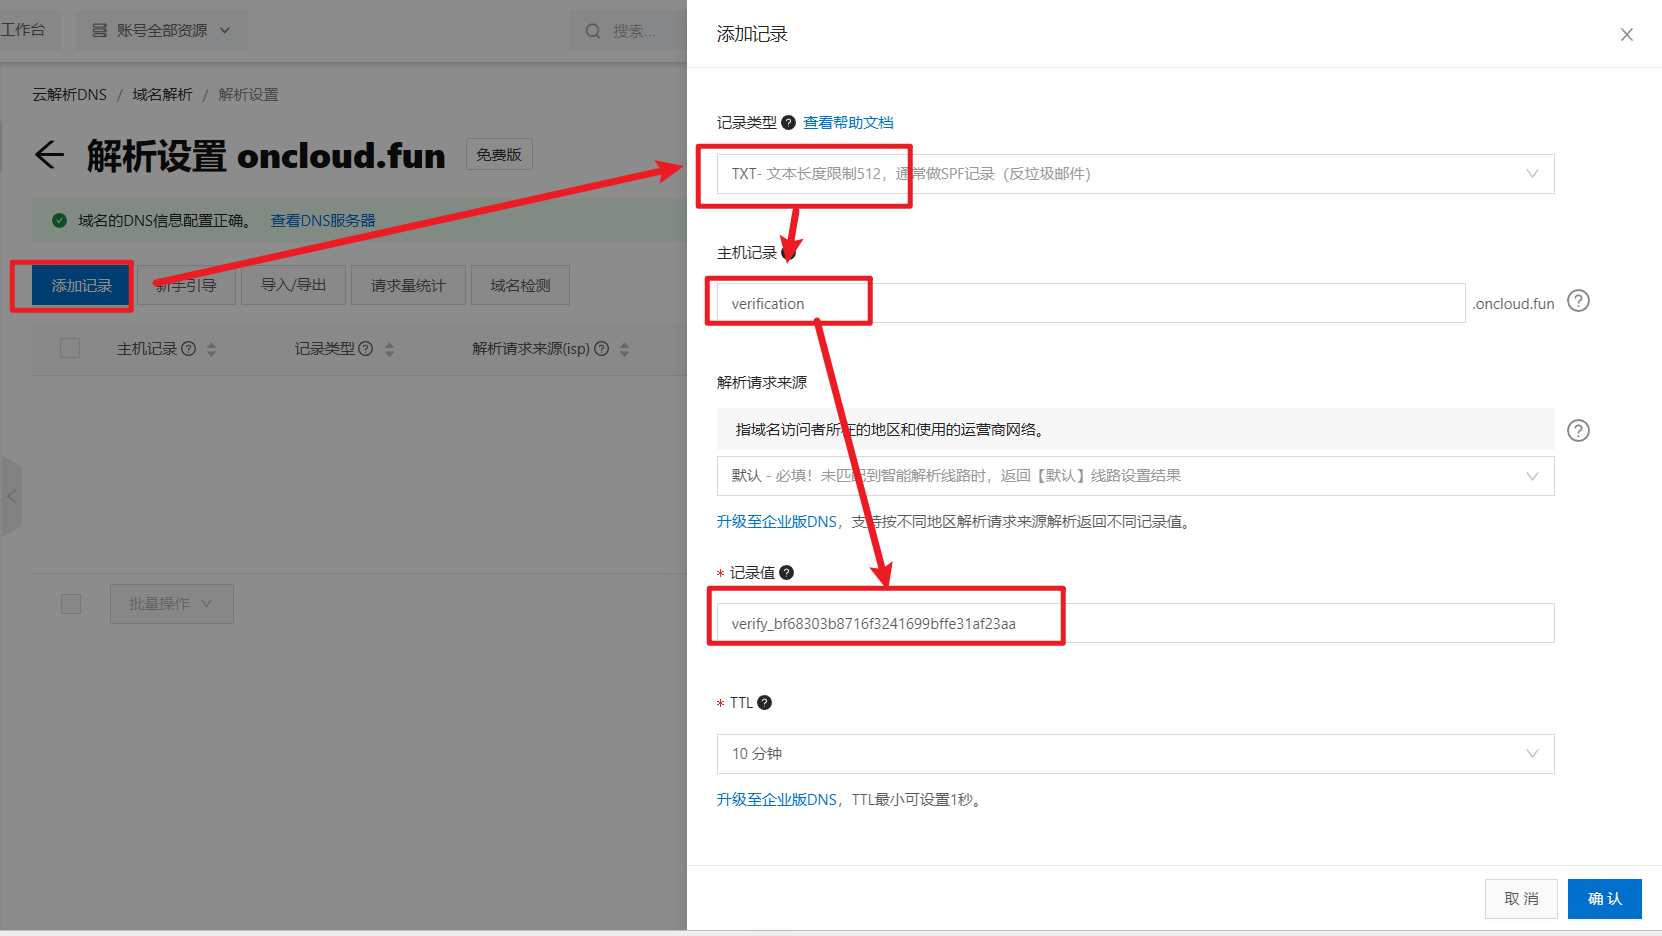 工作台
账号全部资源
搜索...
云解析DNS / 域名解析 / 解析设置
解析设置 oncloud.fun
免费版
域名的DNS信息配置正确。 查看DNS服务器
添加记录
新手引导
导入/导出
请求量统计
域名检测
主机记录
记录类型
解析请求来源(isp)
批量操作
添加记录
记录类型 查看帮助文档
TXT- 文本长度限制512，通常做SPF记录（反垃圾邮件）
主机记录
verification
.oncloud.fun
解析请求来源
指域名访问者所在的地区和使用的运营商网络。
默认 - 必填！未匹配到智能解析线路时，返回【默认】线路设置结果
升级至企业版DNS，支持按不同地区解析请求来源解析返回不同记录值。
* 记录值
verify_bf68303b8716f3241699bffe31af23aa
* TTL
10 分钟
升级至企业版DNS，TTL最小可设置1秒。
取 消
确 认